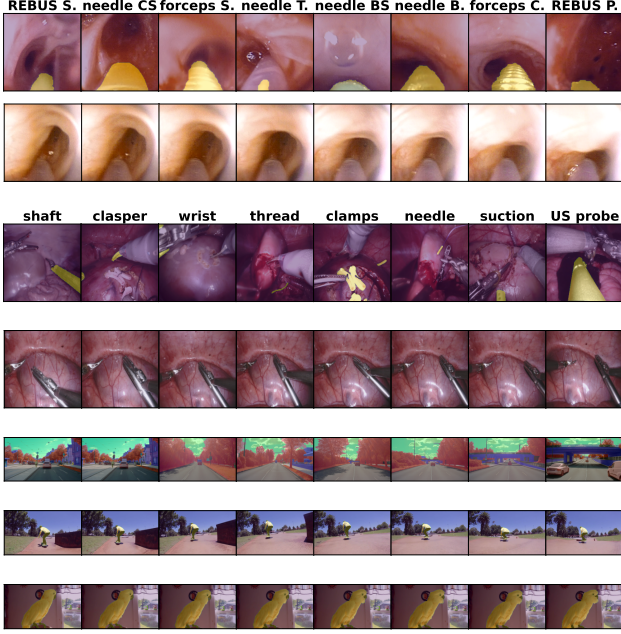 REBUS S. needle CS forceps S. needle T. needle BS needle B. forceps C. REBUS P.
shaft clasper wrist thread clamps needle suction US probe